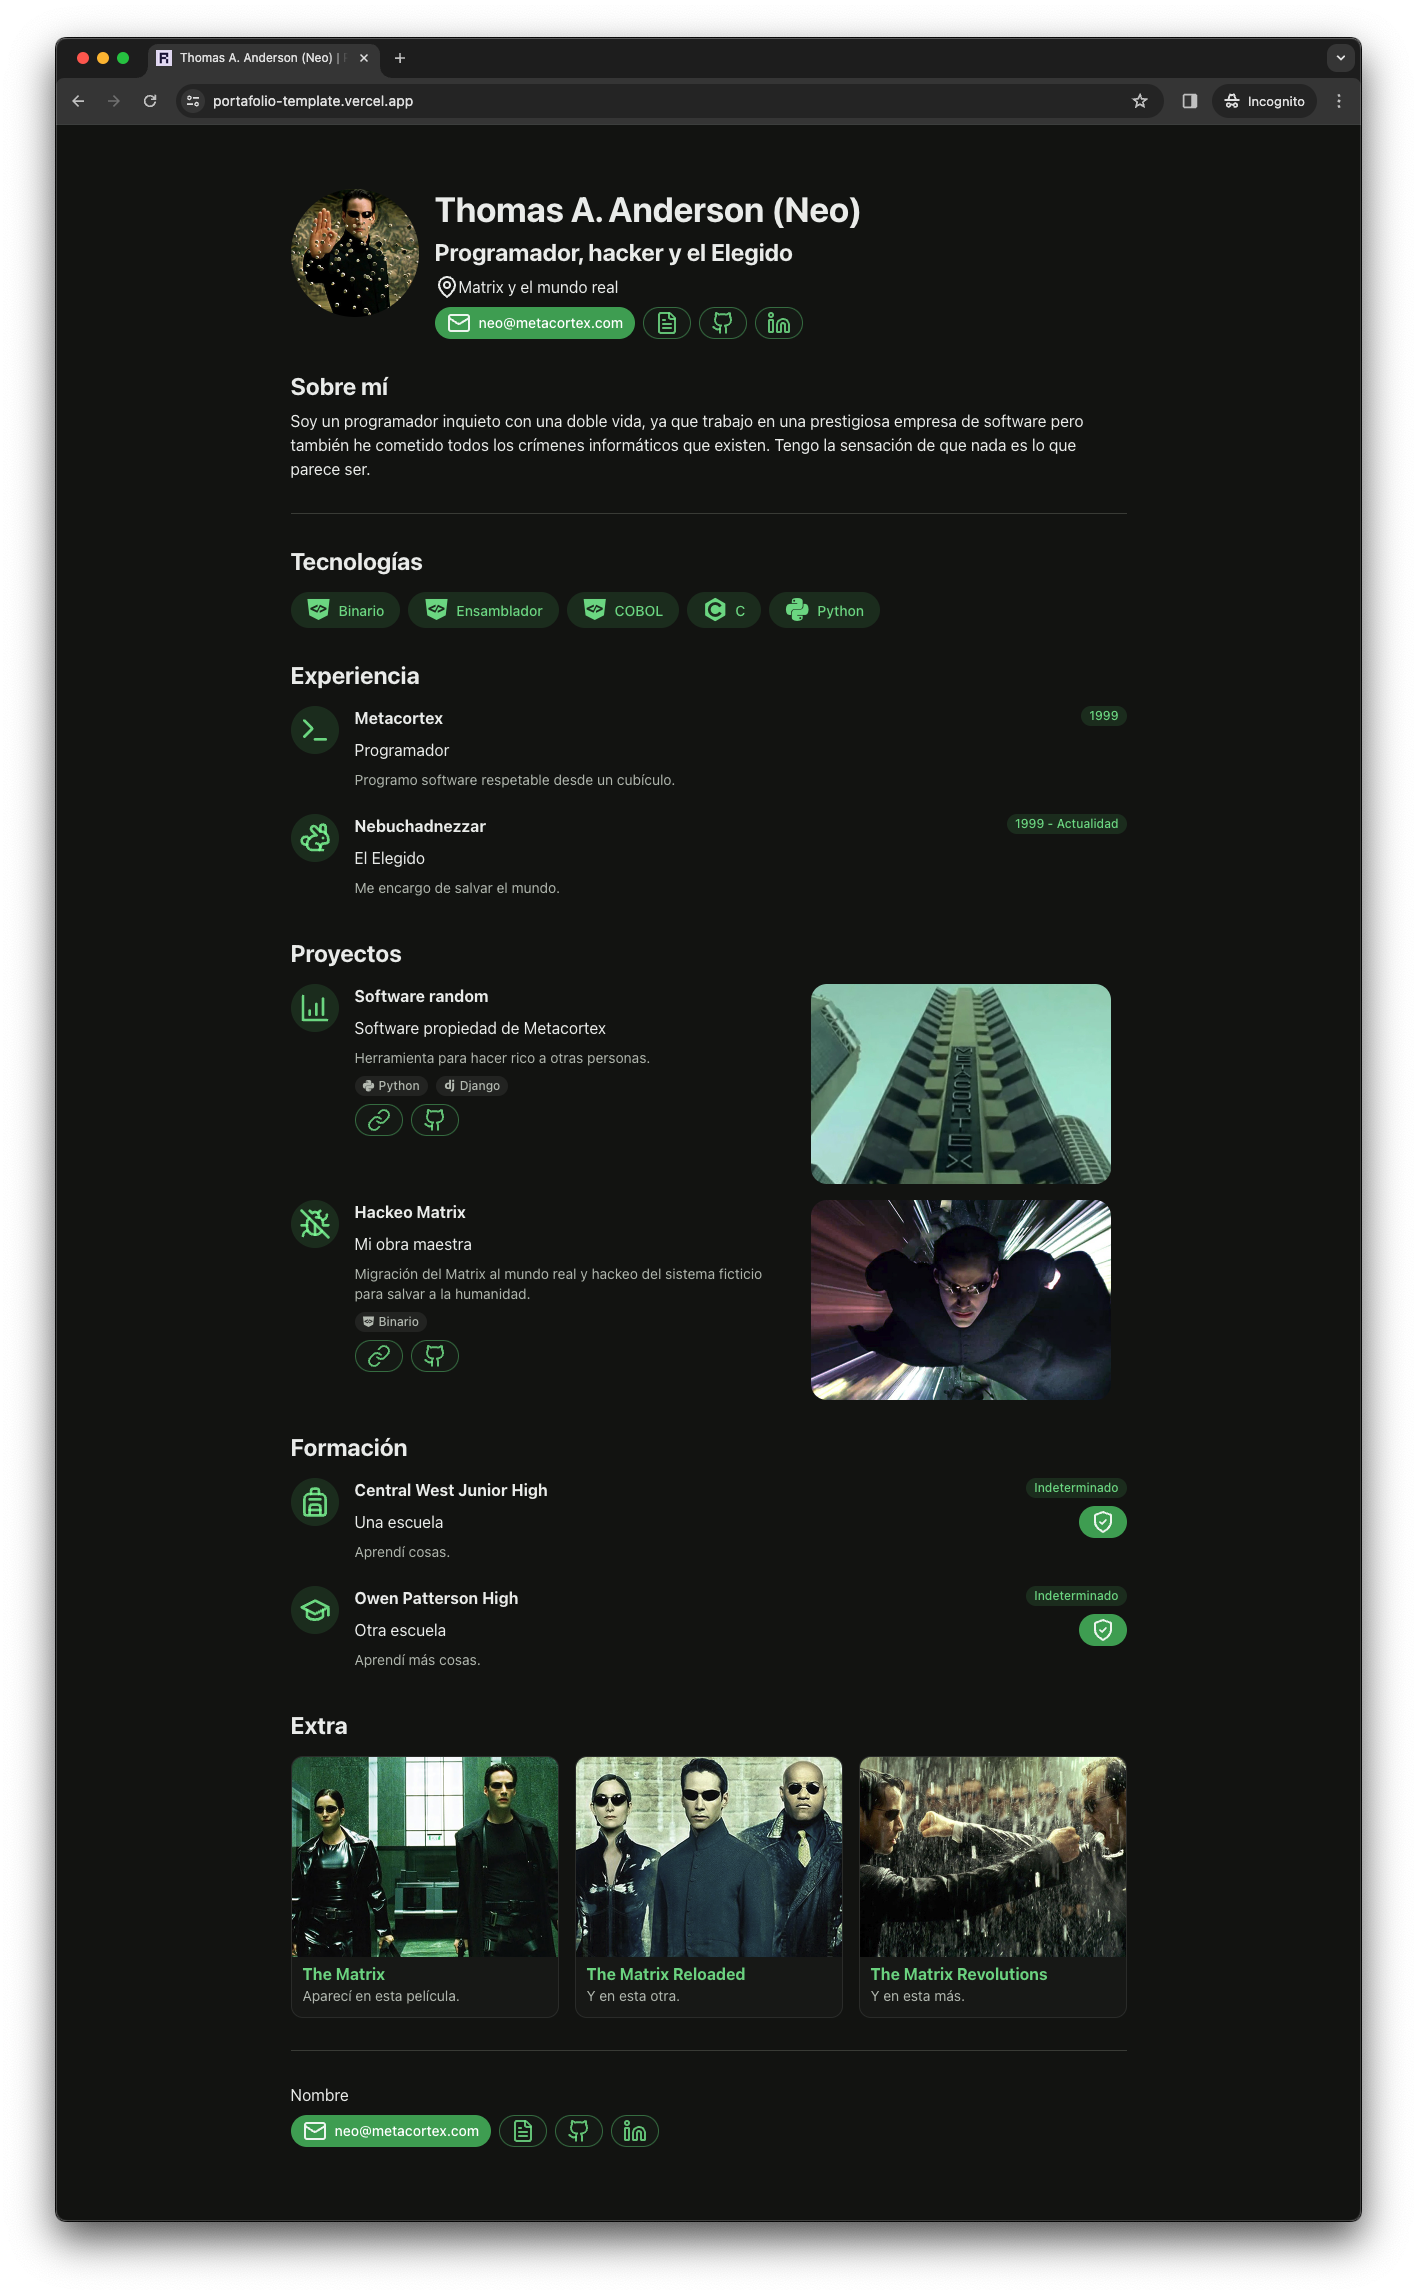 Thomas A. Anderson (Neo) |
portafolio-template.vercel.app
Incognito
Thomas A. Anderson (Neo)
Programador, hacker y el Elegido
Matrix y el mundo real
neo@metacortex.com
Sobre mí
Soy un programador inquieto con una doble vida, ya que trabajo en una prestigiosa empresa de software pero
también he cometido todos los crímenes informáticos que existen. Tengo la sensación de que nada es lo que
parece ser.
Tecnologías
Binario Ensamblador COBOL C Python
Experiencia
Metacortex 1999
Programador
Programo software respetable desde un cubículo.
Nebuchadnezzar 1999 - Actualidad
El Elegido
Me encargo de salvar el mundo.
Proyectos
Software random
Software propiedad de Metacortex
Herramienta para hacer rico a otras personas.
Python dj Django
METACORTEX
Hackeo Matrix
Mi obra maestra
Migración del Matrix al mundo real y hackeo del sistema ficticio
para salvar a la humanidad.
Binario
Formación
Central West Junior High Indeterminado
Una escuela
Aprendí cosas.
Owen Patterson High Indeterminado
Otra escuela
Aprendí más cosas.
Extra
The Matrix
Aparecí en esta película.
The Matrix Reloaded
Y en esta otra.
The Matrix Revolutions
Y en esta más.
Nombre
neo@metacortex.com